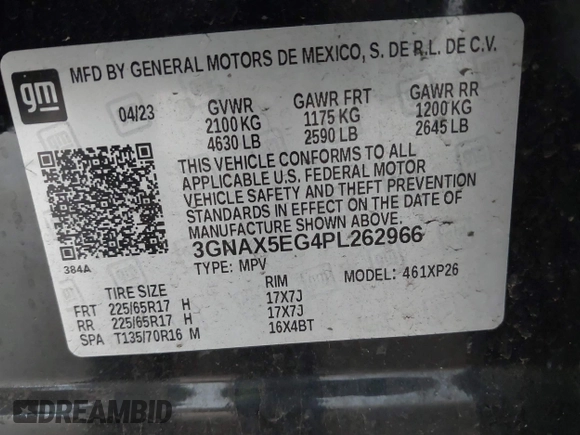 gm
MFD BY GENERAL MOTORS DE MEXICO, S. DE R.L. DE C.V.
04/23 GVWR GAWR FRT GAWR RR
2100 KG 1175 KG 1200 KG
4630 LB 2590 LB 2645 LB
THIS VEHICLE CONFORMS TO ALL
APPLICABLE U.S. FEDERAL MOTOR
VEHICLE SAFETY AND THEFT PREVENTION
STANDARDS IN EFFECT ON THE DATE OF
MANUFACTURE SHOWN ABOVE.
384A
3GNAX5EG4PL262966
TYPE: MPV MODEL: 461XP26
TIRE SIZE RIM
FRT 225/65R17 H 17X7J
RR 225/65R17 H 17X7J
SPA T135/70R16 M 16X4BT
DREAMBID